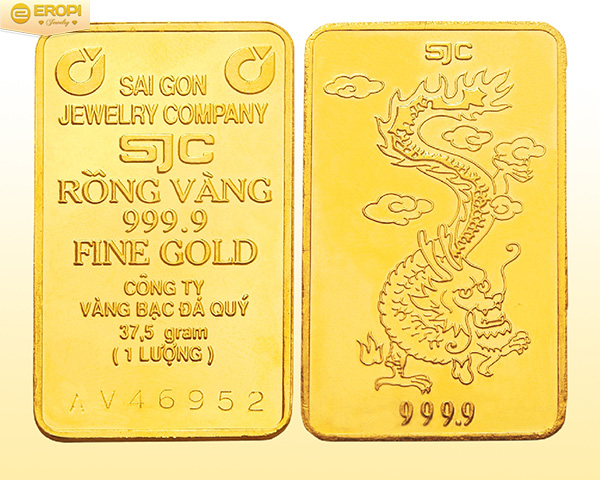 EROPI
Jewelry
SAI GON
JEWELRY COMPANY
SJC
RỒNG VÀNG
999.9
FINE GOLD
CÔNG TY
VÀNG BẠC ĐÁ QUÝ
37,5 gram
( 1 LƯỢNG )
AV46952
SJC
999.9